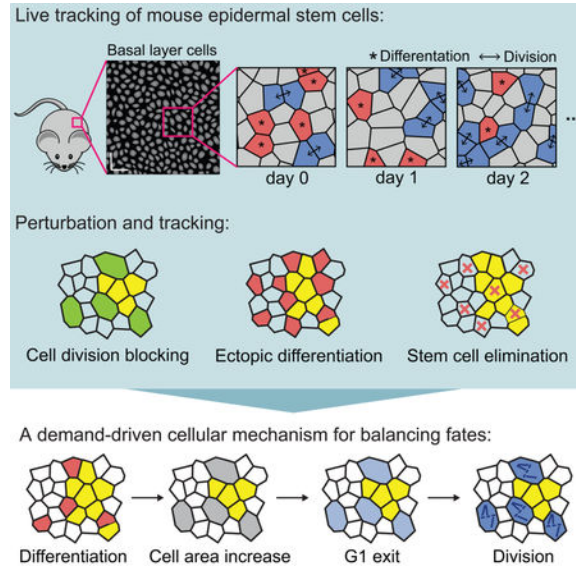 Live tracking of mouse epidermal stem cells:
Basal layer cells
* Differentation ↔ Division
day 0
day 1
day 2
...
Perturbation and tracking:
Cell division blocking
Ectopic differentiation
Stem cell elimination
A demand-driven cellular mechanism for balancing fates:
Differentiation
Cell area increase
G1 exit
Division